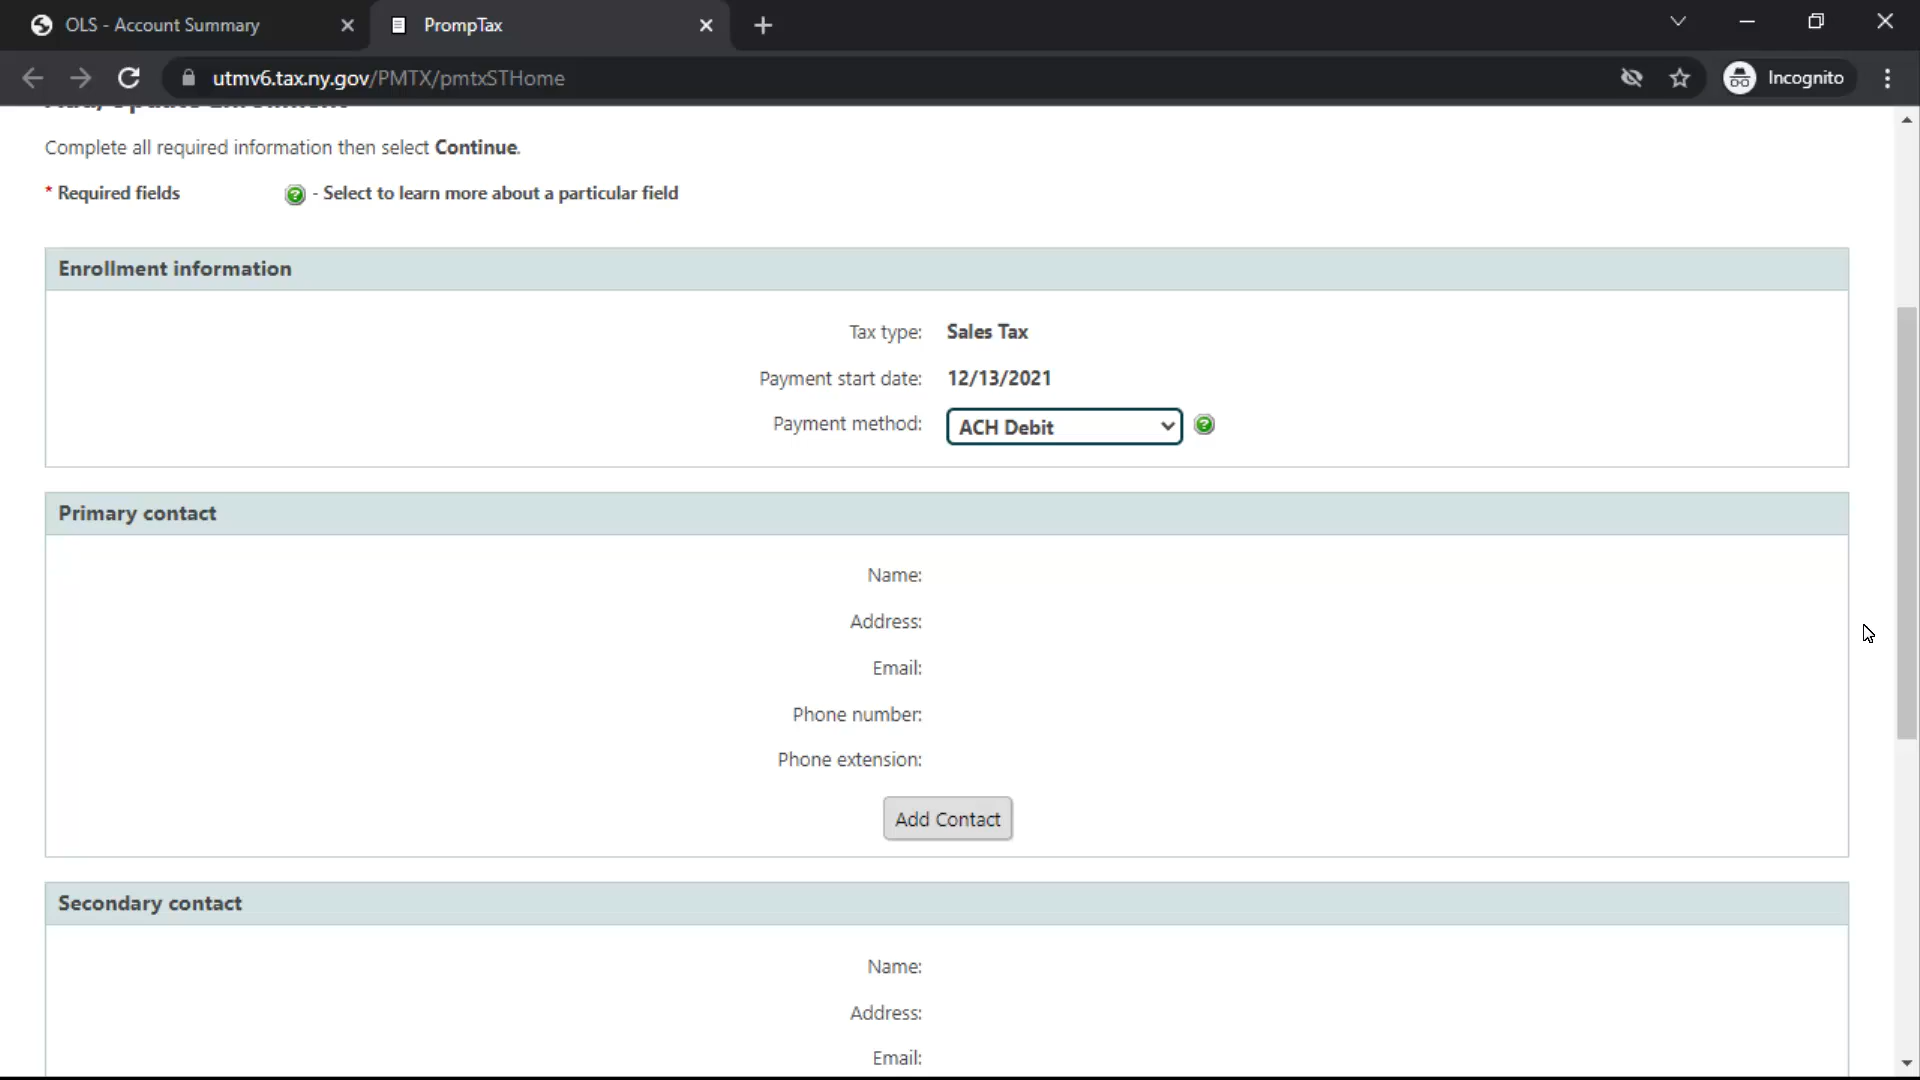 OLS - Account Summary
PrompTax
utmv6.tax.ny.gov/PMTX/pmtxSTHome
Incognito
Complete all required information then select Continue.
* Required fields
? - Select to learn more about a particular field
Enrollment information
Tax type: Sales Tax
Payment start date: 12/13/2021
Payment method: ACH Debit ?
Primary contact
Name:
Address:
Email:
Phone number:
Phone extension:
Add Contact
Secondary contact
Name:
Address:
Email: